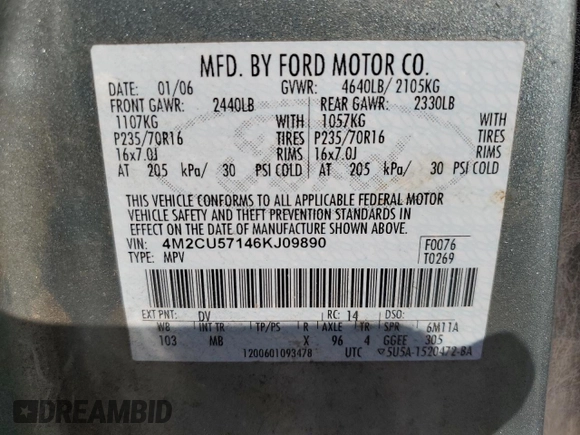 MFD. BY FORD MOTOR CO.
DATE: 01/06 GVWR: 4640LB/ 2105KG
FRONT GAWR: 2440LB REAR GAWR: 2330LB
1107KG WITH 1057KG WITH
P235/70R16 TIRES P235/70R16 TIRES
16x7.0J RIMS 16x7.0J RIMS
AT 205 kPa/ 30 PSI COLD AT 205 kPa/ 30 PSI COLD
THIS VEHICLE CONFORMS TO ALL APPLICABLE FEDERAL MOTOR
VEHICLE SAFETY AND THEFT PREVENTION STANDARDS IN
EFFECT ON THE DATE OF MANUFACTURE SHOWN ABOVE.
VIN: 4M2CU57146KJ09890 F0076
TYPE: MPV T0269
EXT PNT: DV RC: 14 DSO:
WB INT TR TP/PS R AXLE TR SPR 6M11A
103 MB X 96 4 GGEE 305
1200601093478 UTC 5U5A-1520472-BA
DREAMBID